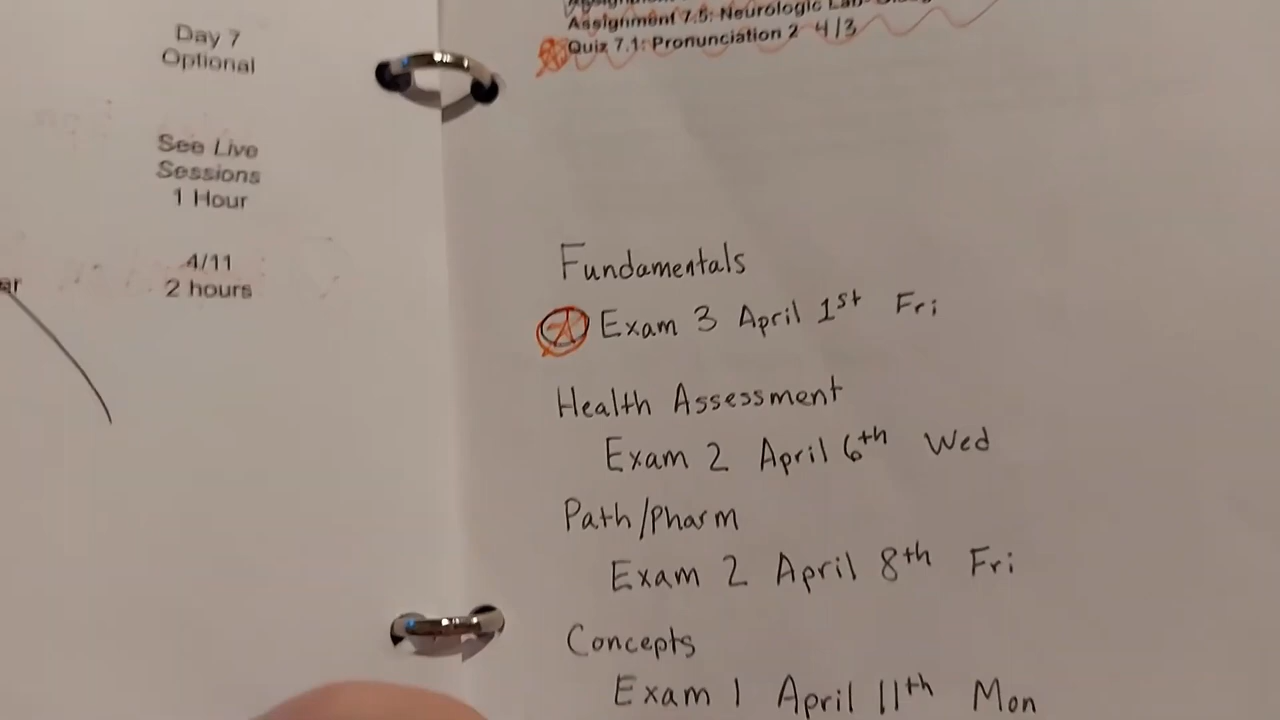 Day 7
Optional
See Live
Sessions
1 Hour
4/11
2 hours
Assignment 7.5: Neurologic Lab-
Quiz 7.1: Pronunciation 2 4/3
Fundamentals
Exam 3 April 1st Fri
Health Assessment
Exam 2 April 6th Wed
Path/Pharm
Exam 2 April 8th Fri
Concepts
Exam 1 April 11th Mon